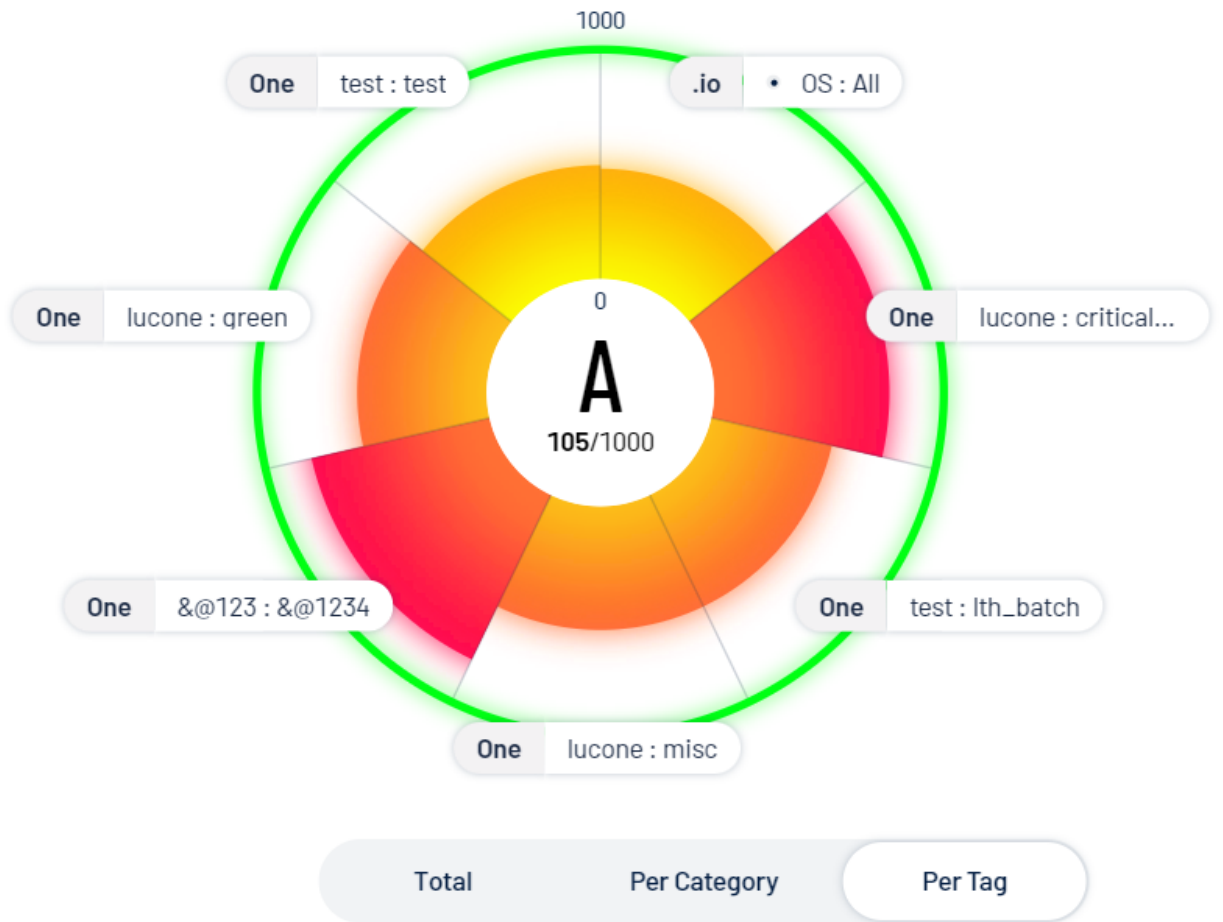 1000
One test : test
.io • OS : All
One lucone : green
One lucone : critical...
0
A
105/1000
One &@123 : &@1234
One test : lth_batch
One lucone : misc
Total Per Category Per Tag